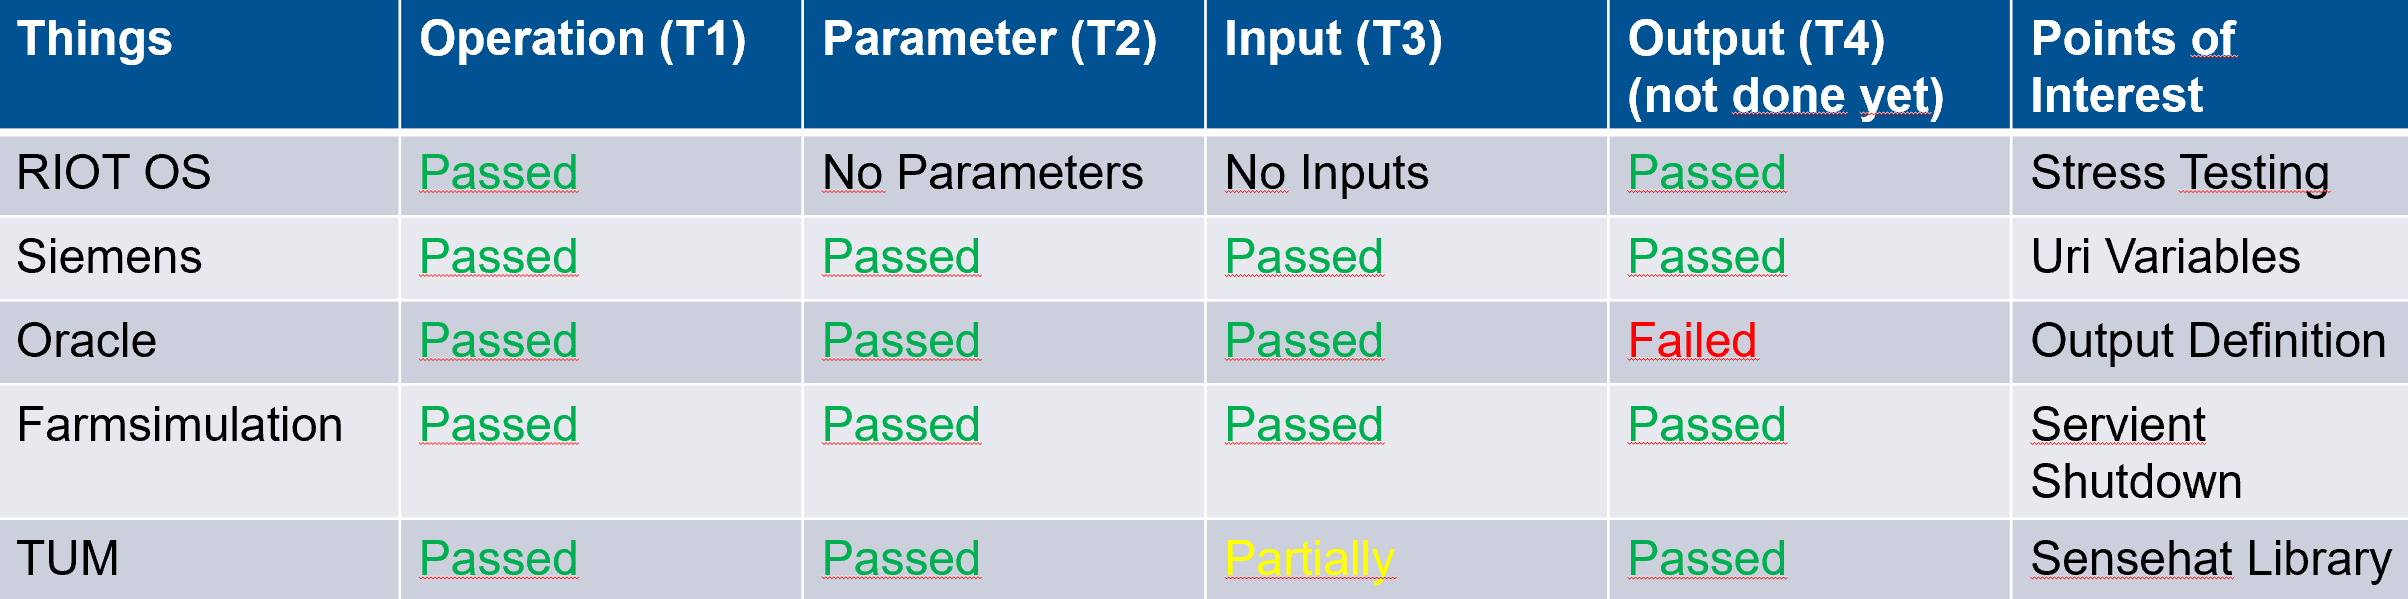 Things Operation (T1) Parameter (T2) Input (T3) Output (T4) Points of
(not done yet) Interest
RIOT OS Passed No Parameters No Inputs Passed Stress Testing
Siemens Passed Passed Passed Passed Uri Variables
Oracle Passed Passed Passed Failed Output Definition
Farmsimulation Passed Passed Passed Passed Servient
Shutdown
TUM Passed Passed Partially Passed Sensehat Library